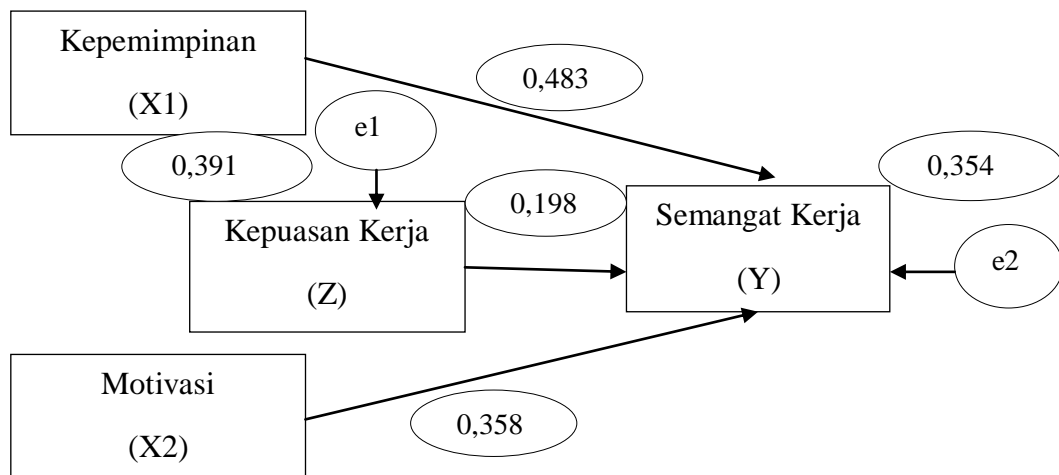 Kepemimpinan
(X1)
0,483
e1
0,391
0,354
0,198
Kepuasan Kerja
(Z)
Semangat Kerja
(Y)
e2
Motivasi
(X2)
0,358